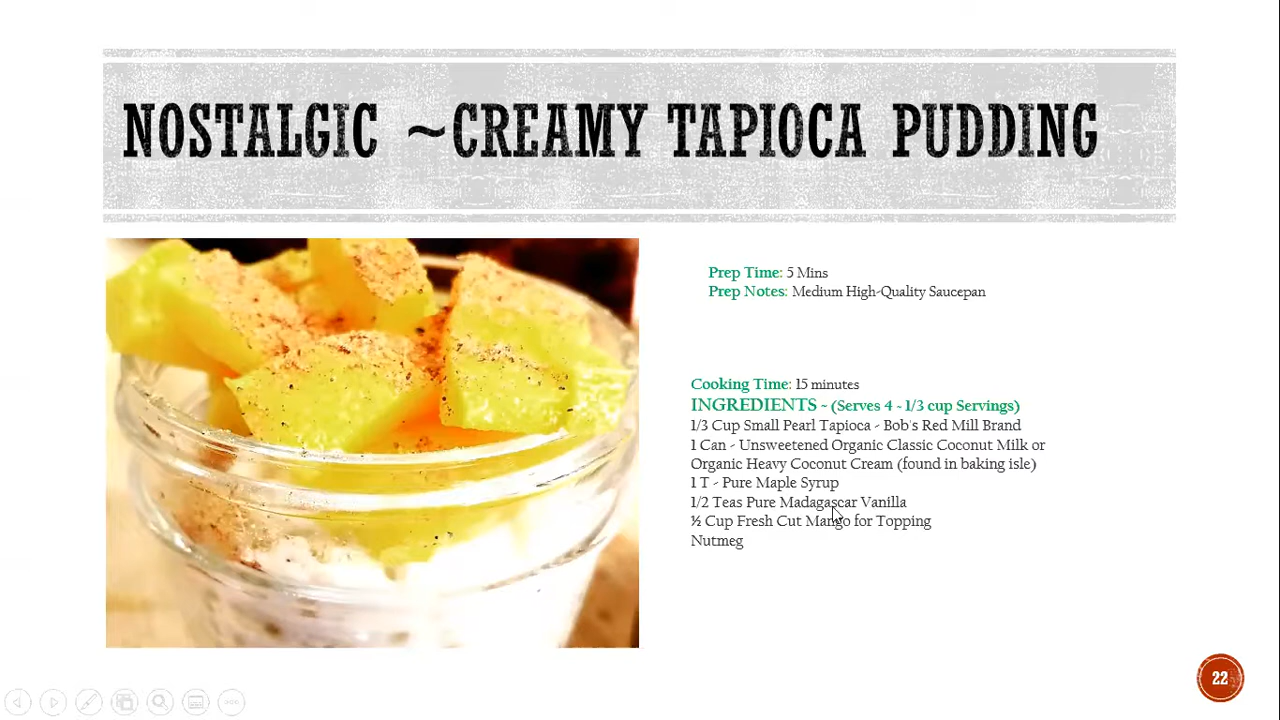 NOSTALGIC ~CREAMY TAPIOCA PUDDING
Prep Time: 5 Mins
Prep Notes: Medium High-Quality Saucepan
Cooking Time: 15 minutes
INGREDIENTS ~ (Serves 4 ~ 1/3 cup Servings)
1/3 Cup Small Pearl Tapioca - Bob's Red Mill Brand
1 Can - Unsweetened Organic Classic Coconut Milk or
Organic Heavy Coconut Cream (found in baking isle)
1 T - Pure Maple Syrup
1/2 Teas Pure Madagascar Vanilla
½ Cup Fresh Cut Mango for Topping
Nutmeg
22